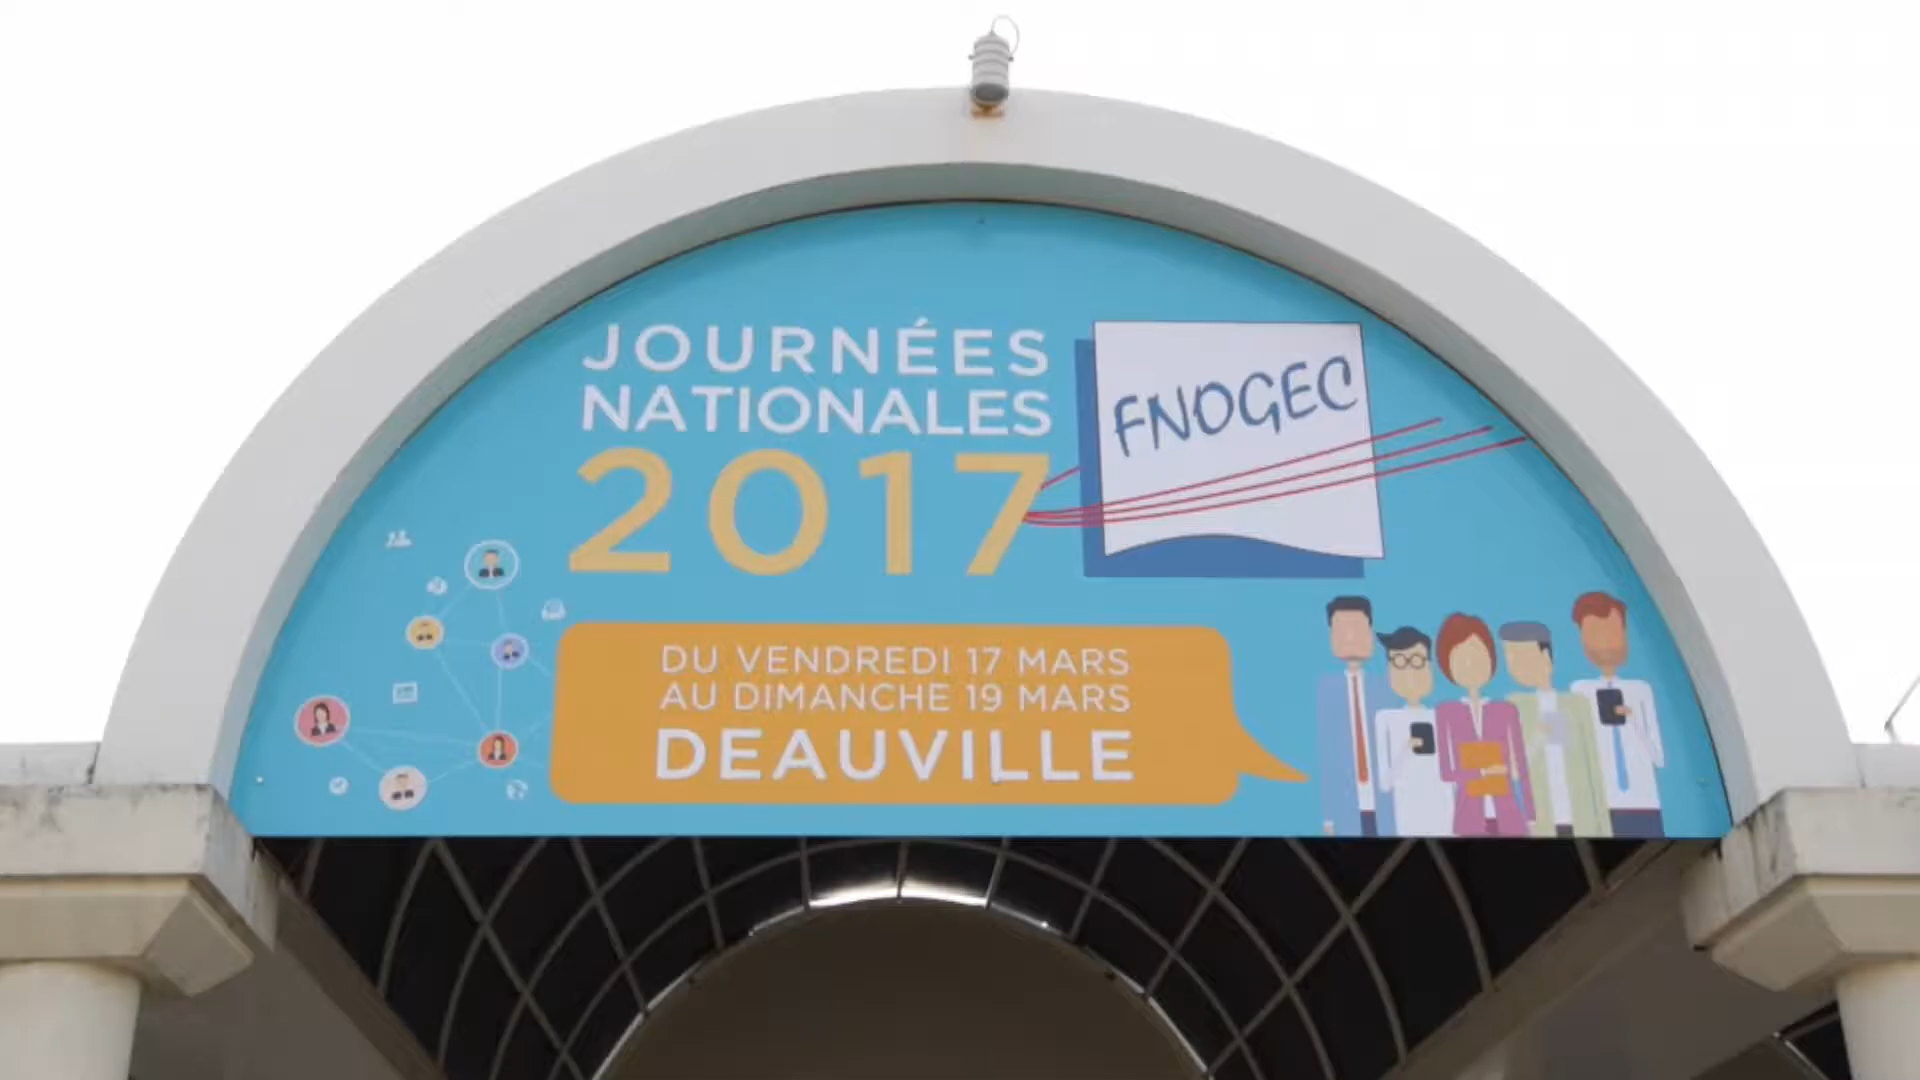 JOURNÉES
NATIONALES
2017
FNOGEC
DU VENDREDI 17 MARS
AU DIMANCHE 19 MARS
DEAUVILLE